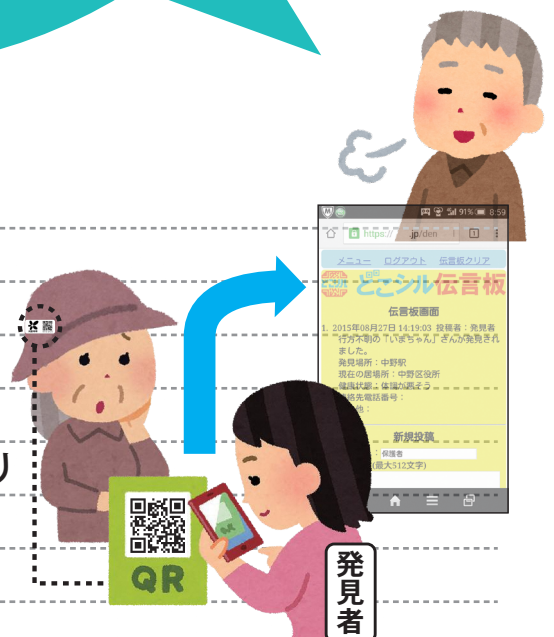 91% 8:59
https:// .jp/den 1
メニュー ログアウト 伝言板クリア
どこシル伝言板
伝言板画面
1. 2015年08月27日 14:19:03 投稿者：発見者
行方不明の「いまちゃん」さんが発見され
ました。
発見場所：中野駅
現在の居場所：中野区役所
健康状態：体調が悪そう
絡先電話番号：
他：
新規投稿
：保護者
(最大512文字)
り
QR
発見者